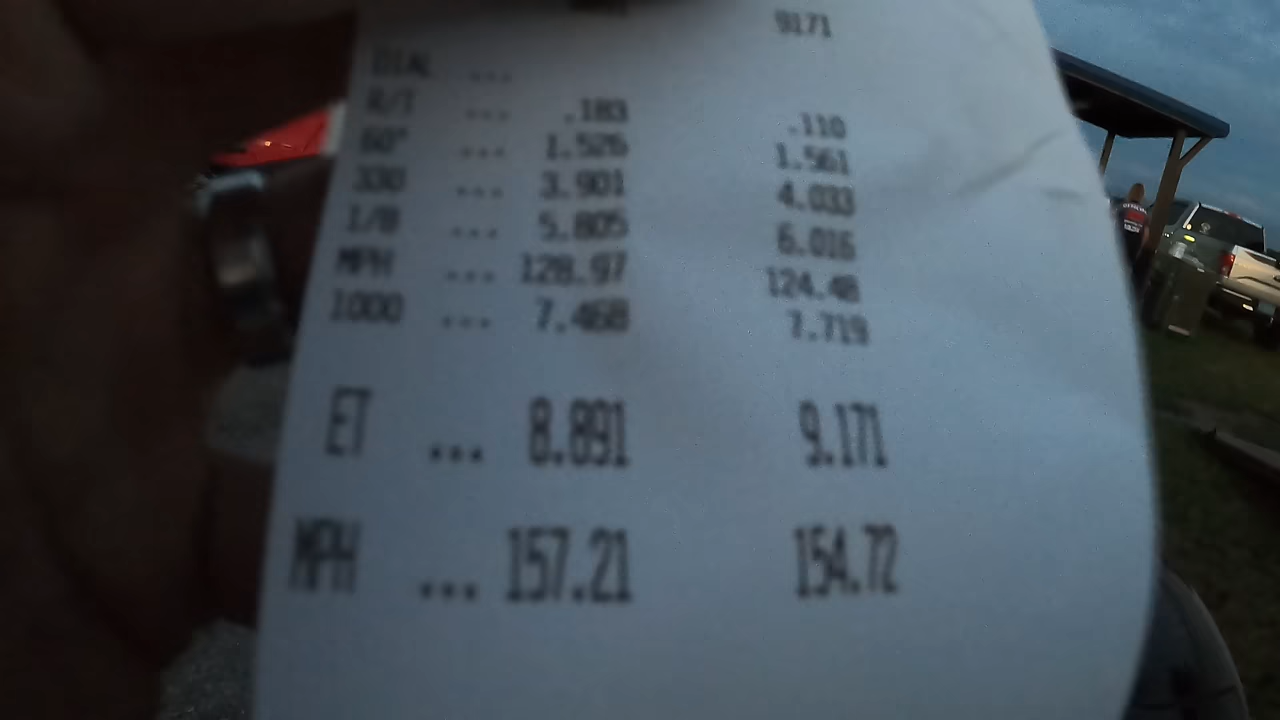 9171
DIAL ...
R/T ... .183 .110
60' ... 1.526 1.561
330 ... 3.901 4.033
1/8 ... 5.805 6.016
MPH ... 128.97 124.48
1000 ... 7.468 7.719
ET ... 8.891 9.171
MPH ... 157.21 154.72